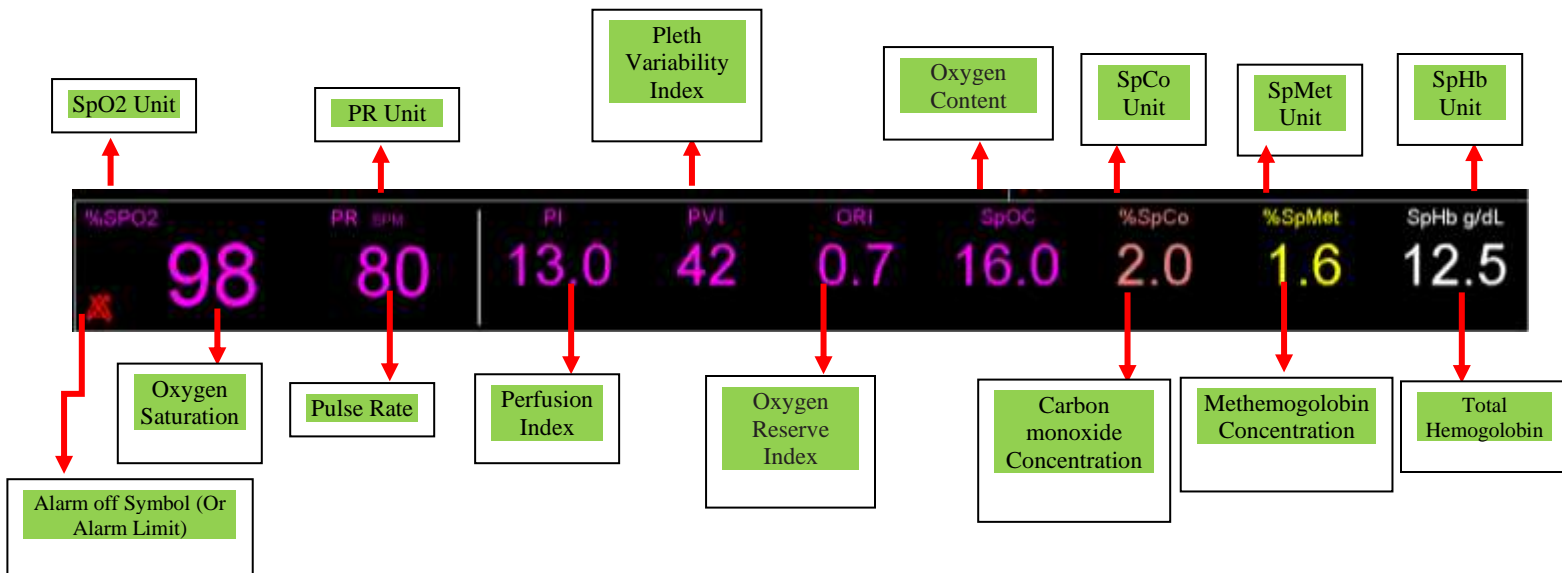 Pleth
Variability
Index
SpO2 Unit
PR Unit
Oxygen
Content
SpCo
Unit
SpMet
Unit
SpHb
Unit
%SPO2
PR BPM
PI
PVI
ORI
SpOC
%SpCo
%SpMet
SpHb g/dL
98
80
13.0
42
0.7
16.0
2.0
1.6
12.5
Oxygen
Saturation
Pulse Rate
Perfusion
Index
Oxygen
Reserve
Index
Carbon
monoxide
Concentration
Methemogolobin
Concentration
Total
Hemogolobin
Alarm off Symbol (Or
Alarm Limit)